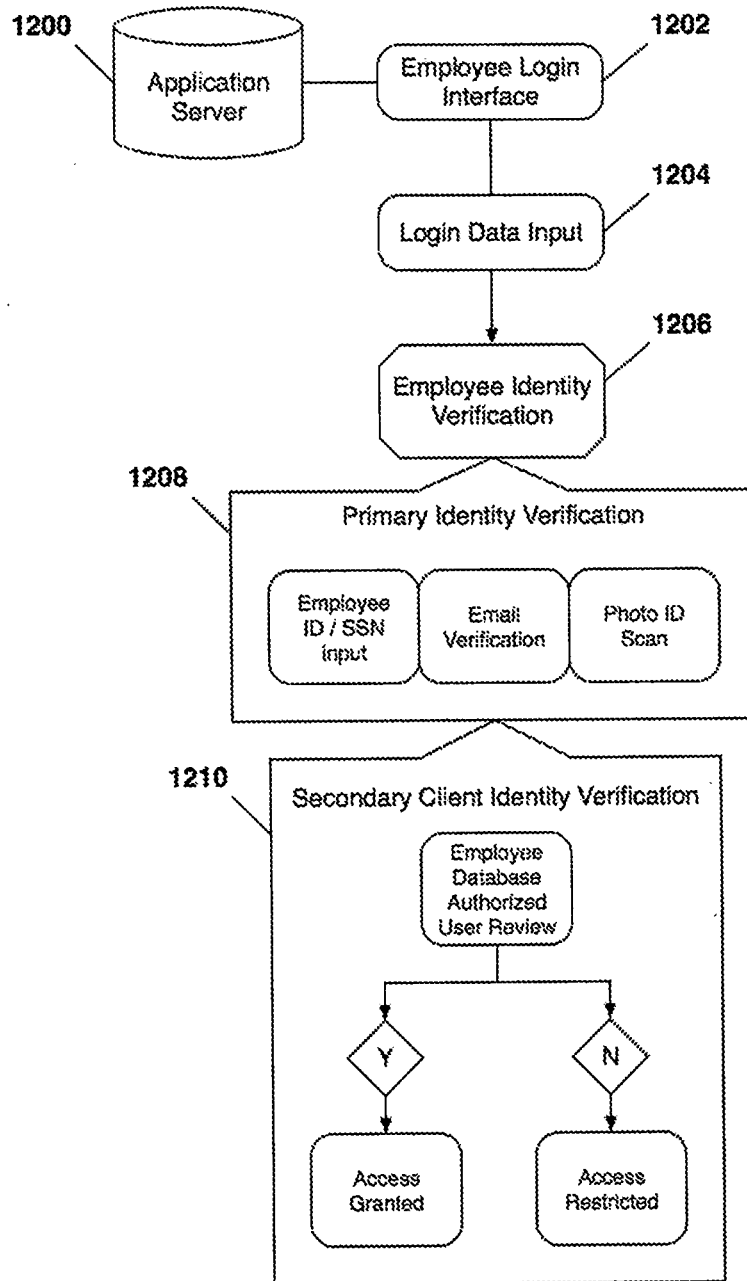 1200
Application
Server
Employee Login
Interface
1202
Login Data Input
1204
Employee Identity
Verification
1206
1208
Primary Identity Verification
Employee
ID / SSN
Input
Email
Verification
Photo ID
Scan
1210
Secondary Client Identity Verification
Employee
Database
Authorized
User Review
Y
N
Access
Granted
Access
Restricted